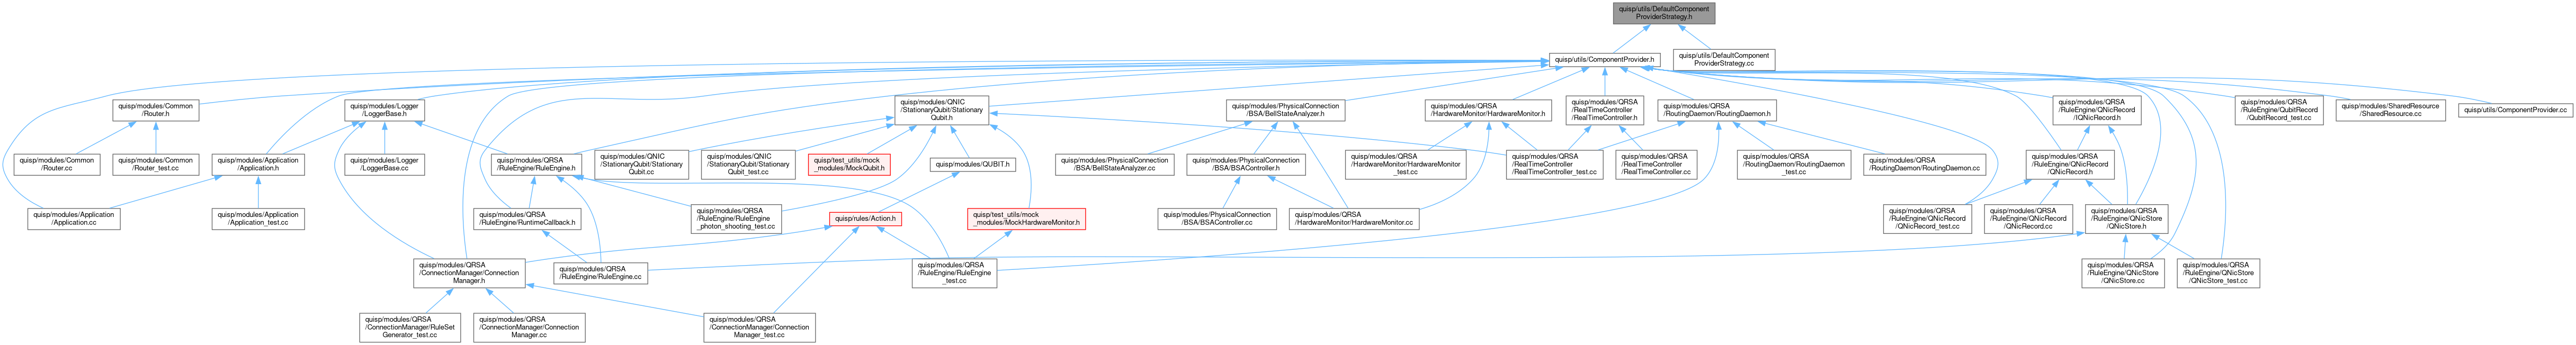 quisp/utils/DefaultComponent
ProviderStrategy.h
quisp/utils/ComponentProvider.h
quisp/utils/DefaultComponent
ProviderStrategy.cc
quisp/modules/Common
/Router.h
quisp/modules/Logger
/LoggerBase.h
quisp/modules/QNIC
/StationaryQubit/Stationary
Qubit.h
quisp/modules/PhysicalConnection
/BSA/BellStateAnalyzer.h
quisp/modules/QRSA
/HardwareMonitor/HardwareMonitor.h
quisp/modules/QRSA
/RealTimeController
/RealTimeController.h
quisp/modules/QRSA
/RoutingDaemon/RoutingDaemon.h
quisp/modules/QRSA
/RuleEngine/QNicRecord
/IQNicRecord.h
quisp/modules/QRSA
/RuleEngine/QubitRecord
/QubitRecord_test.cc
quisp/modules/SharedResource
/SharedResource.cc
quisp/utils/ComponentProvider.cc
quisp/modules/Common
/Router.cc
quisp/modules/Common
/Router_test.cc
quisp/modules/Application
/Application.h
quisp/modules/Logger
/LoggerBase.cc
quisp/modules/QRSA
/RuleEngine/RuleEngine.h
quisp/modules/QNIC
/StationaryQubit/Stationary
Qubit.cc
quisp/modules/QNIC
/StationaryQubit/Stationary
Qubit_test.cc
quisp/test_utils/mock
_modules/MockQubit.h
quisp/modules/QUBIT.h
quisp/modules/PhysicalConnection
/BSA/BellStateAnalyzer.cc
quisp/modules/PhysicalConnection
/BSA/BSAController.h
quisp/modules/QRSA
/HardwareMonitor/HardwareMonitor
_test.cc
quisp/modules/QRSA
/RealTimeController
/RealTimeController_test.cc
quisp/modules/QRSA
/RealTimeController
/RealTimeController.cc
quisp/modules/QRSA
/RoutingDaemon/RoutingDaemon
_test.cc
quisp/modules/QRSA
/RoutingDaemon/RoutingDaemon.cc
quisp/modules/QRSA
/RuleEngine/QNicRecord
/QNicRecord.h
quisp/modules/Application
/Application.cc
quisp/modules/Application
/Application_test.cc
quisp/modules/QRSA
/RuleEngine/RuntimeCallback.h
quisp/modules/QRSA
/RuleEngine/RuleEngine
_photon_shooting_test.cc
quisp/rules/Action.h
quisp/test_utils/mock
_modules/MockHardwareMonitor.h
quisp/modules/PhysicalConnection
/BSA/BSAController.cc
quisp/modules/QRSA
/HardwareMonitor/HardwareMonitor.cc
quisp/modules/QRSA
/RuleEngine/QNicRecord
/QNicRecord_test.cc
quisp/modules/QRSA
/RuleEngine/QNicRecord
/QNicRecord.cc
quisp/modules/QRSA
/RuleEngine/QNicStore
/QNicStore.h
quisp/modules/QRSA
/ConnectionManager/Connection
Manager.h
quisp/modules/QRSA
/RuleEngine/RuleEngine.cc
quisp/modules/QRSA
/RuleEngine/RuleEngine
_test.cc
quisp/modules/QRSA
/RuleEngine/QNicStore
/QNicStore.cc
quisp/modules/QRSA
/RuleEngine/QNicStore
/QNicStore_test.cc
quisp/modules/QRSA
/ConnectionManager/RuleSet
Generator_test.cc
quisp/modules/QRSA
/ConnectionManager/Connection
Manager.cc
quisp/modules/QRSA
/ConnectionManager/Connection
Manager_test.cc